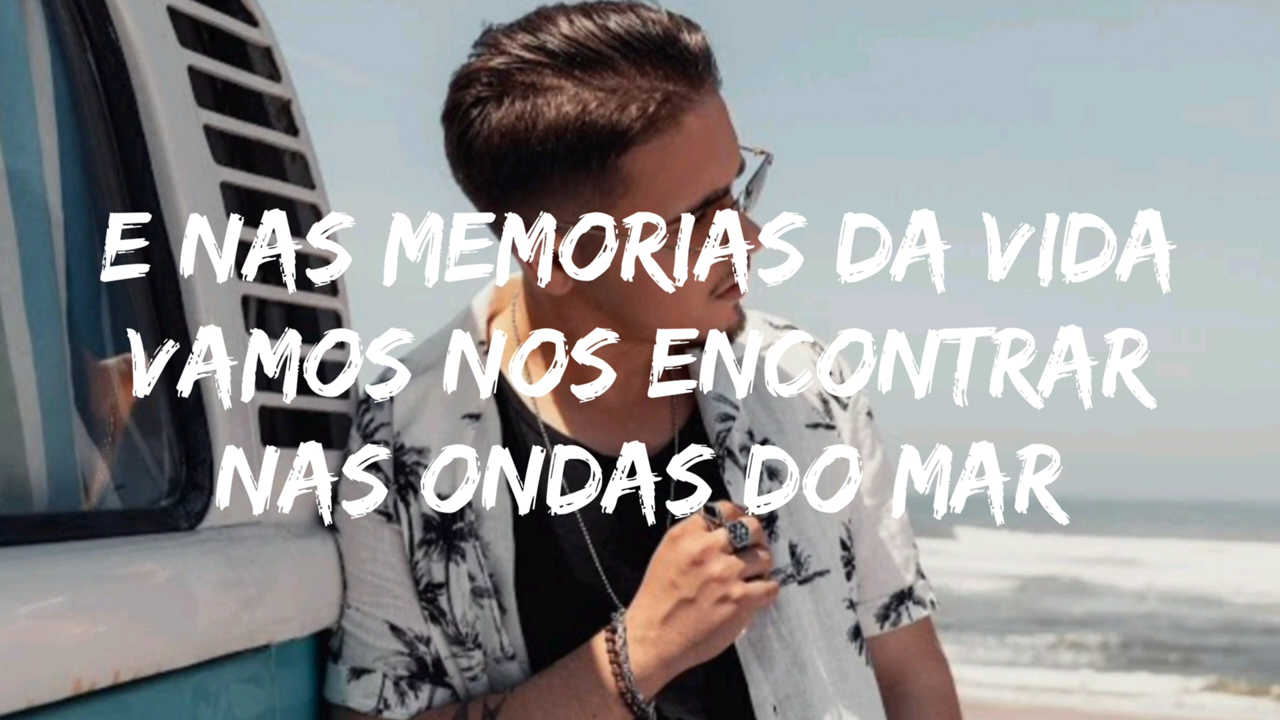 E NAS MEMORIAS DA VIDA
VAMOS NOS ENCONTRAR
NAS ONDAS DO MAR